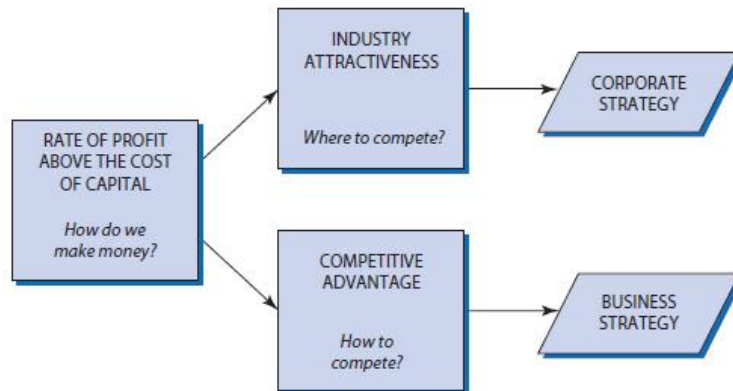 RATE OF PROFIT
ABOVE THE COST
OF CAPITAL
How do we
make money?
INDUSTRY
ATTRACTIVENESS
Where to compete?
CORPORATE
STRATEGY
COMPETITIVE
ADVANTAGE
How to
compete?
BUSINESS
STRATEGY